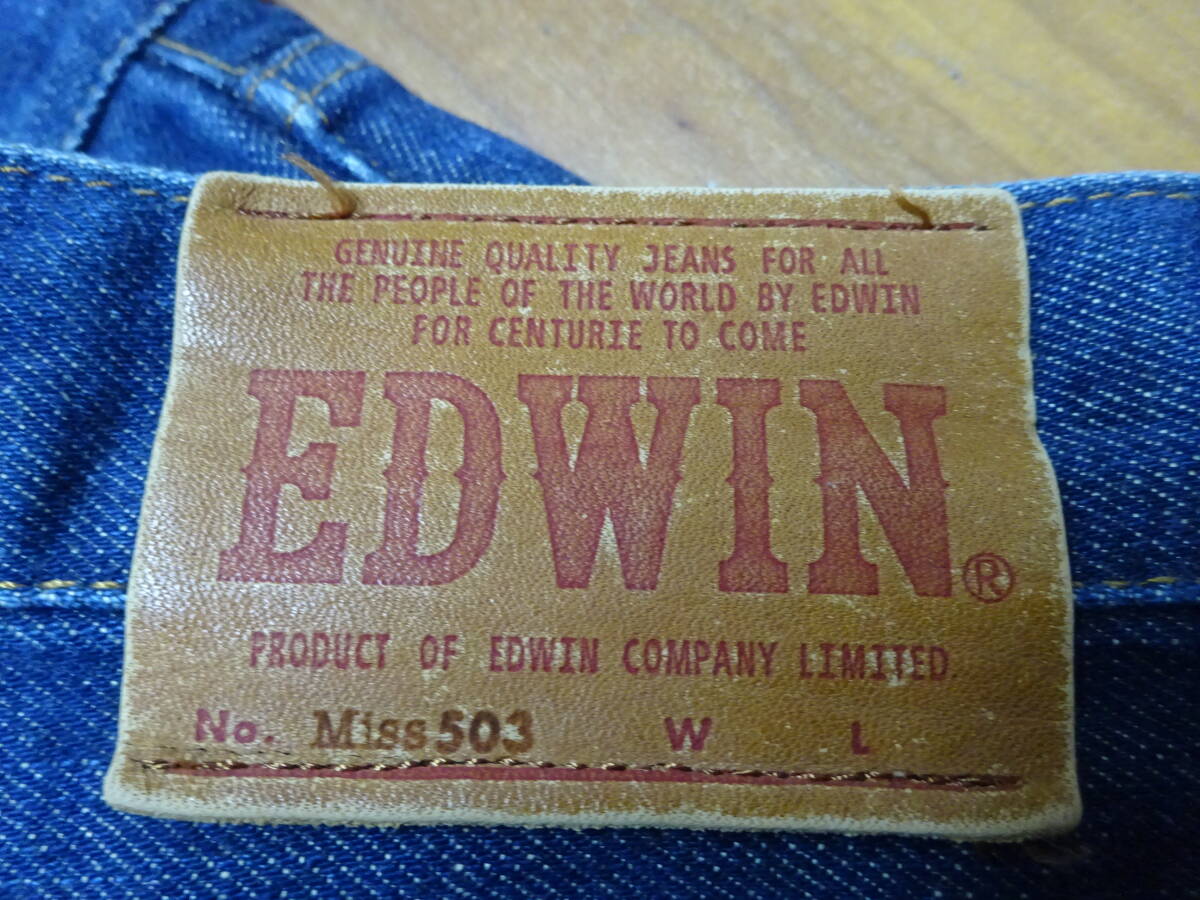 GENUINE QUALITY JEANS FOR ALL
THE PEOPLE OF THE WORLD BY EDWIN
FOR CENTURIE TO COME
EDWIN®
PRODUCT OF EDWIN COMPANY LIMITED.
No. Miss 503 W L